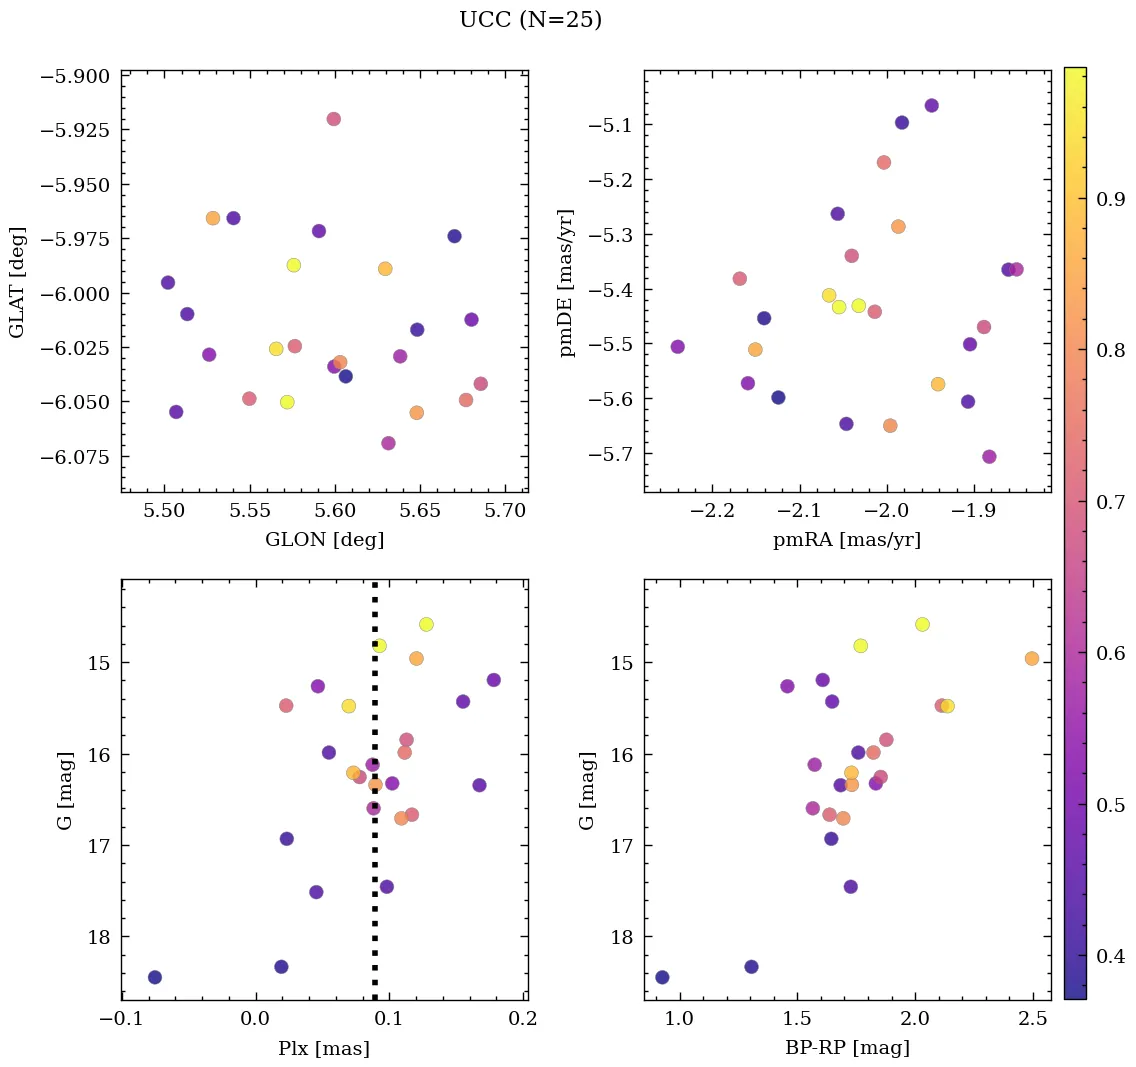 UCC (N=25)
−5.900
−5.925
−5.950
−5.975
−6.000
−6.025
−6.050
−6.075
GLAT [deg]
5.50 5.55 5.60 5.65 5.70
GLON [deg]
−5.1
−5.2
−5.3
−5.4
−5.5
−5.6
−5.7
pmDE [mas/yr]
−2.2 −2.1 −2.0 −1.9
pmRA [mas/yr]
15
16
17
18
G [mag]
−0.1 0.0 0.1 0.2
Plx [mas]
15
16
17
18
G [mag]
1.0 1.5 2.0 2.5
BP-RP [mag]
0.9
0.8
0.7
0.6
0.5
0.4